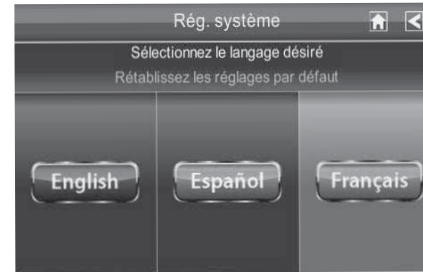 Rég. système
Sélectionnez le langage désiré
Rétablissez les réglages par défaut
English
Español
Français